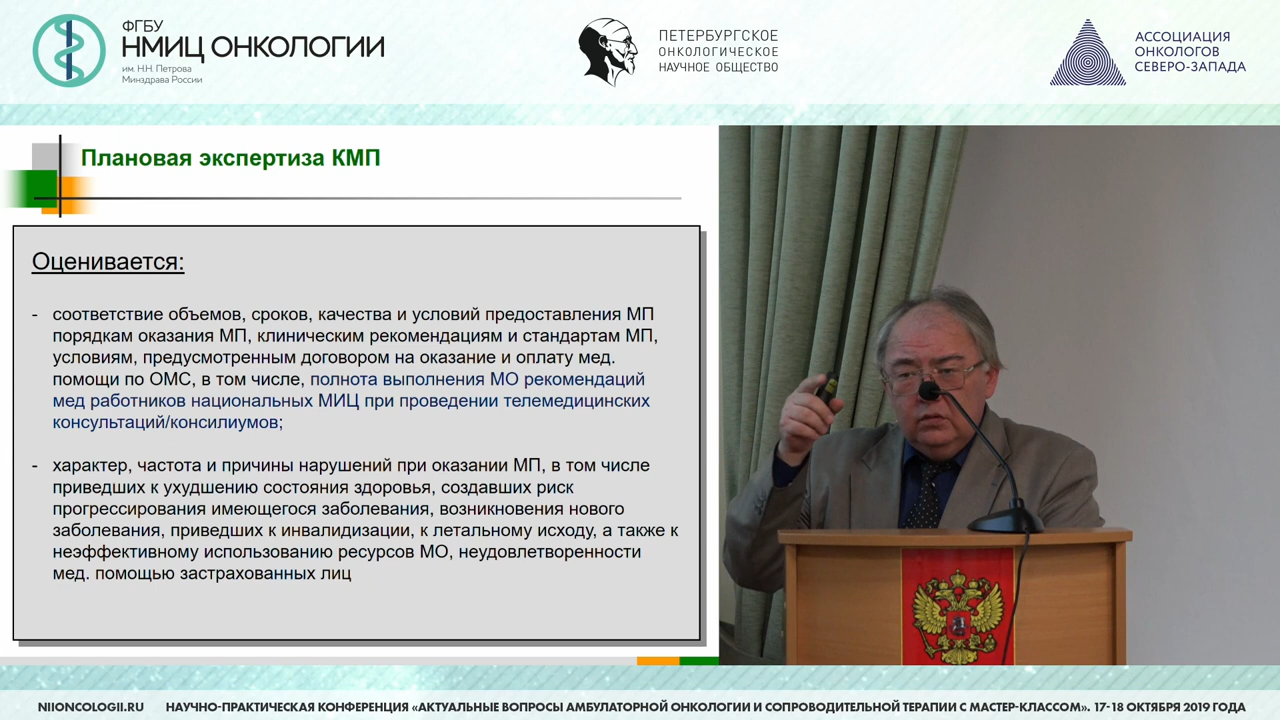 ФГБУ
НМИЦ ОНКОЛОГИИ
им. Н.Н. Петрова
Минздрава России
ПЕТЕРБУРГСКОЕ
ОНКОЛОГИЧЕСКОЕ
НАУЧНОЕ ОБЩЕСТВО
АССОЦИАЦИЯ
ОНКОЛОГОВ
СЕВЕРО-ЗАПАДА
Плановая экспертиза КМП
Оценивается:
- соответствие объемов, сроков, качества и условий предоставления МП
порядкам оказания МП, клиническим рекомендациям и стандартам МП,
условиям, предусмотренным договором на оказание и оплату мед.
помощи по ОМС, в том числе, полнота выполнения МО рекомендаций
мед работников национальных МИЦ при проведении телемедицинских
консультаций/консилиумов;
- характер, частота и причины нарушений при оказании МП, в том числе
приведших к ухудшению состояния здоровья, создавших риск
прогрессирования имеющегося заболевания, возникновения нового
заболевания, приведших к инвалидизации, к летальному исходу, а также к
неэффективному использованию ресурсов МО, неудовлетворенности
мед. помощью застрахованных лиц
NIIONCOLOGII.RU НАУЧНО-ПРАКТИЧЕСКАЯ КОНФЕРЕНЦИЯ «АКТУАЛЬНЫЕ ВОПРОСЫ АМБУЛАТОРНОЙ ОНКОЛОГИИ И СОПРОВОДИТЕЛЬНОЙ ТЕРАПИИ С МАСТЕР-КЛАССОМ». 17-18 ОКТЯБРЯ 2019 ГОДА